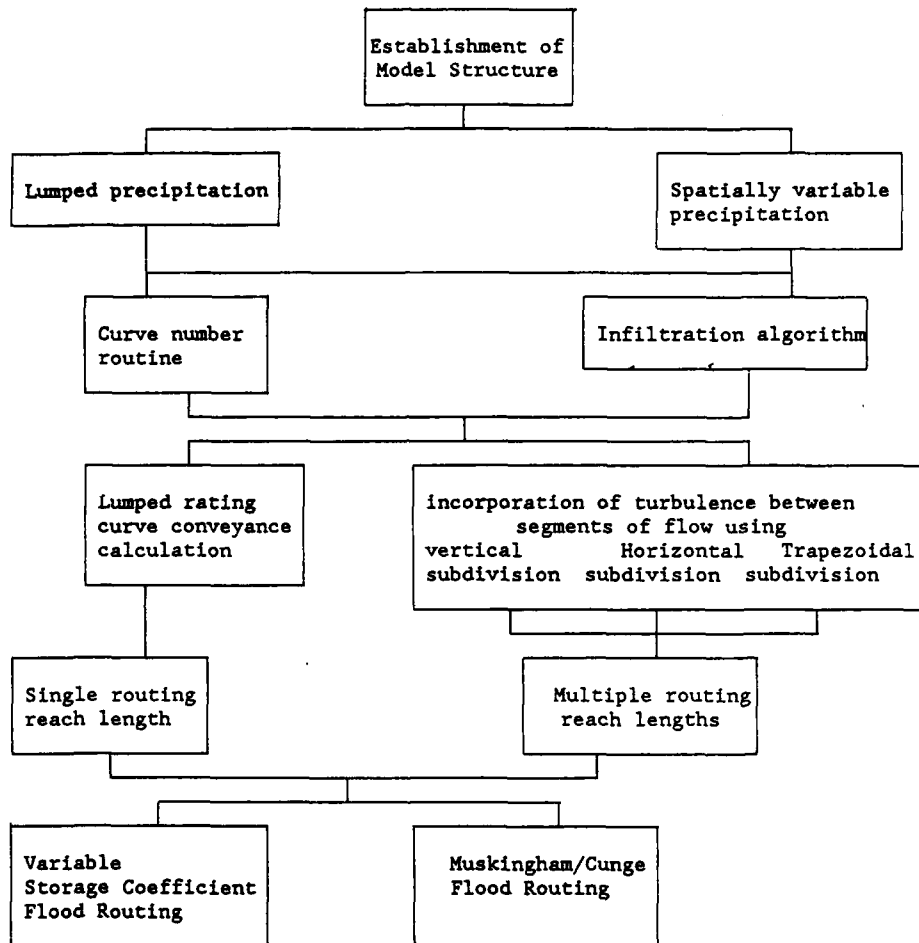 Establishment of
Model Structure
Lumped precipitation
Spatially variable
precipitation
Curve number
routine
Infiltration algorithm
Lumped rating
curve conveyance
calculation
incorporation of turbulence between
segments of flow using
vertical Horizontal Trapezoidal
subdivision subdivision subdivision
Single routing
reach length
Multiple routing
reach lengths
Variable
Storage Coefficient
Flood Routing
Muskingham/Cunge
Flood Routing